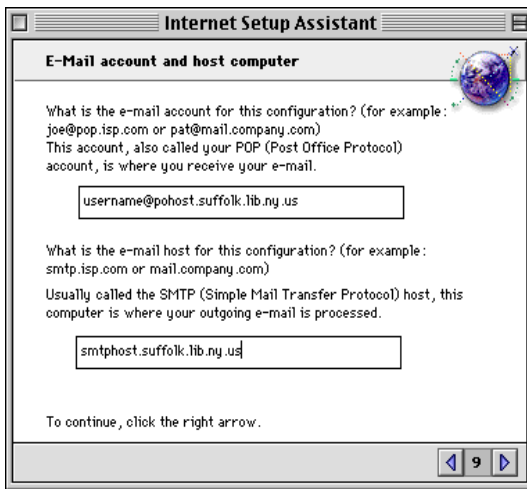 Internet Setup Assistant
E-Mail account and host computer
What is the e-mail account for this configuration? (for example:
joe@pop.isp.com or pat@mail.company.com)
This account, also called your POP (Post Office Protocol)
account, is where you receive your e-mail.
username@pohost.suffolk.lib.ny.us
What is the e-mail host for this configuration? (for example:
smtp.isp.com or mail.company.com)
Usually called the SMTP (Simple Mail Transfer Protocol) host, this
computer is where your outgoing e-mail is processed.
smtphost.suffolk.lib.ny.us
To continue, click the right arrow.
9